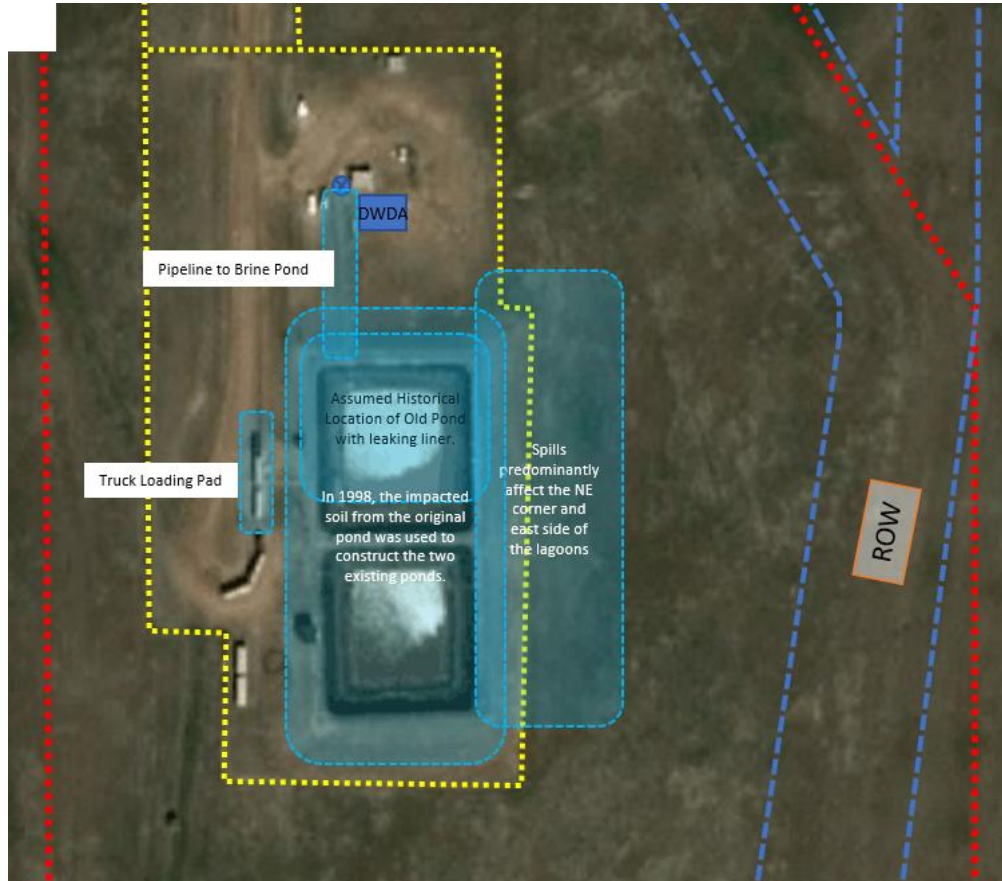 DWDA
Pipeline to Brine Pond
Assumed Historical
Location of Old Pond
with leaking liner.
Truck Loading Pad
In 1998, the impacted
soil from the original
pond was used to
construct the two
existing ponds.
Spills
predominantly
affect the NE
corner and
east side of
the lagoons
ROW